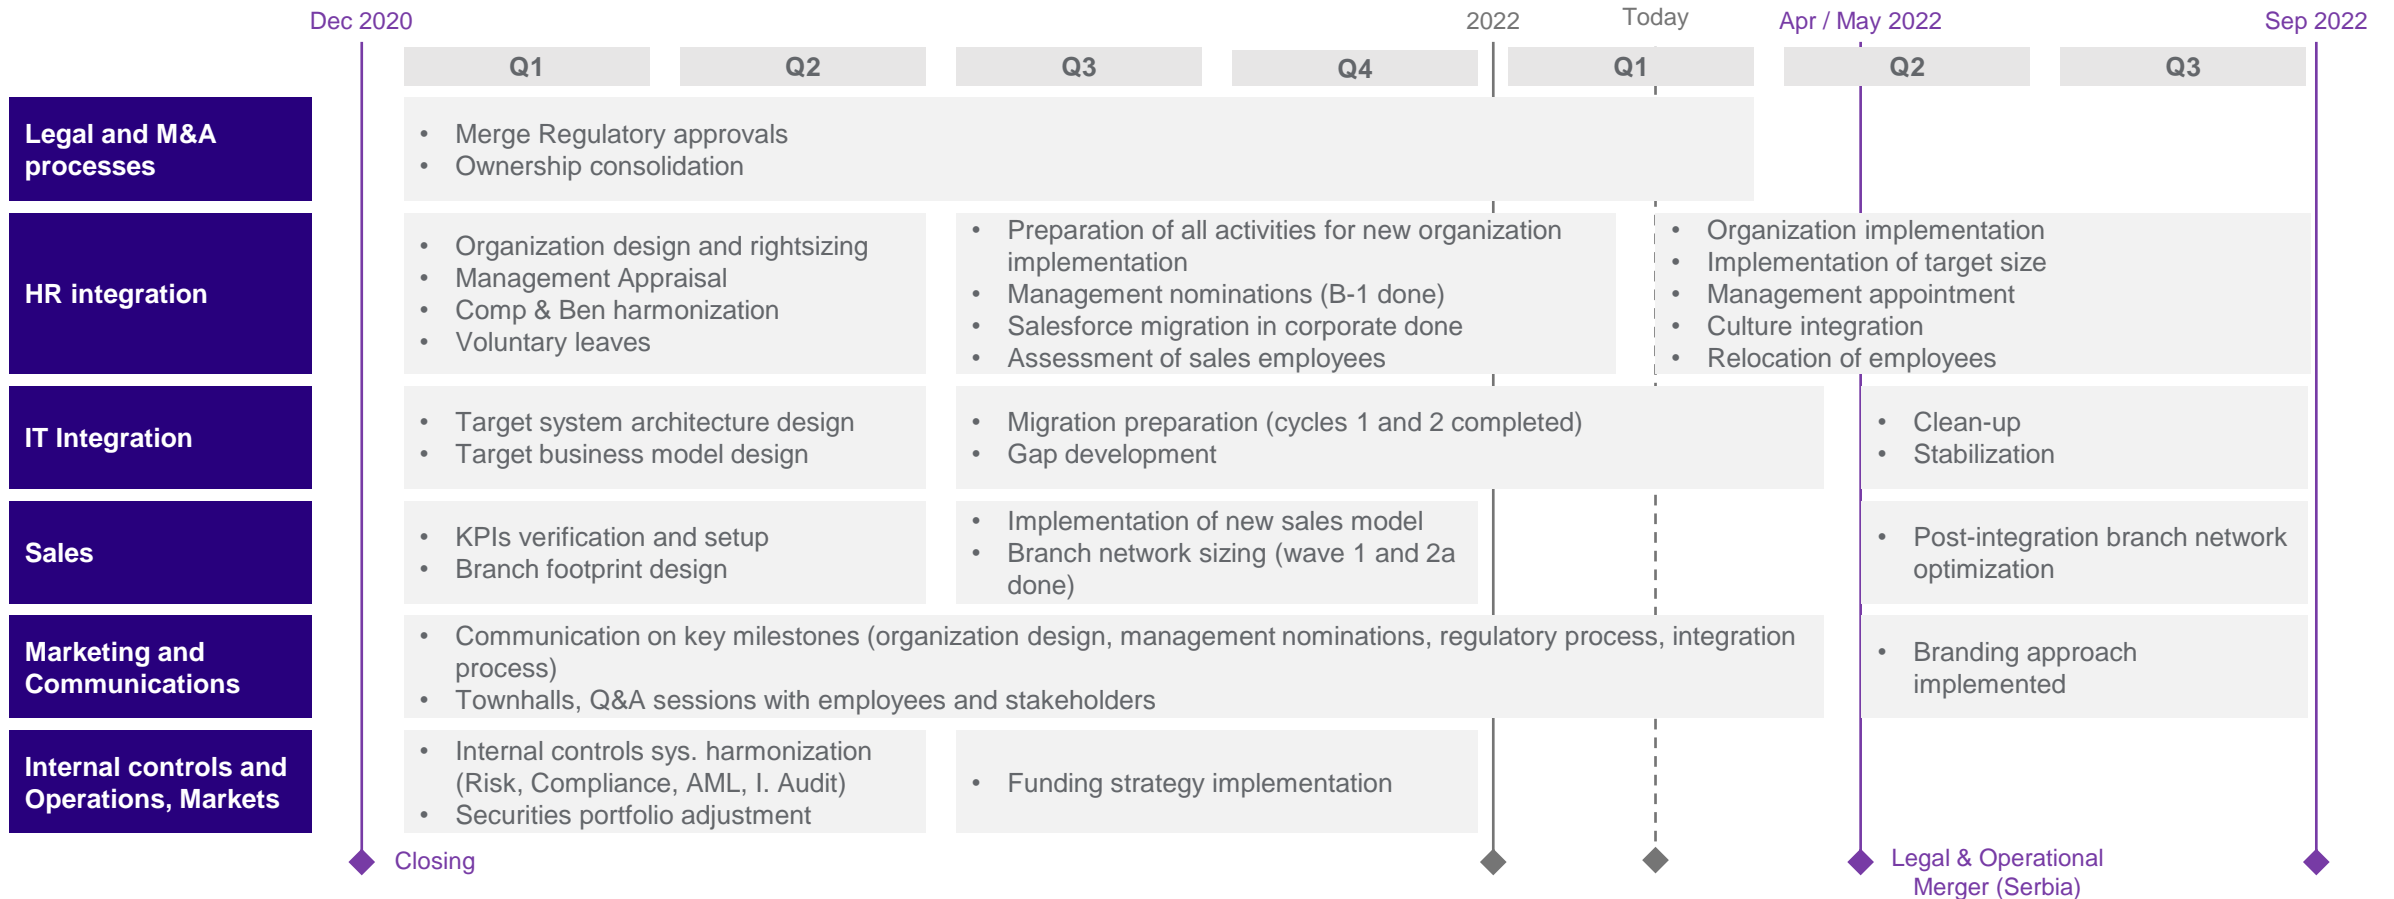 Dec 2020
2022
Today
Apr / May 2022
Sep 2022
Q1
Q2
Q3
Q4
Q1
Q2
Q3
Legal and M&A
processes
• Merge Regulatory approvals
• Ownership consolidation
HR integration
• Organization design and rightsizing
• Management Appraisal
• Comp & Ben harmonization
• Voluntary leaves
• Preparation of all activities for new organization
implementation
• Management nominations (B-1 done)
• Salesforce migration in corporate done
• Assessment of sales employees
• Organization implementation
• Implementation of target size
• Management appointment
• Culture integration
• Relocation of employees
IT Integration
• Target system architecture design
• Target business model design
• Migration preparation (cycles 1 and 2 completed)
• Gap development
• Clean-up
• Stabilization
Sales
• KPIs verification and setup
• Branch footprint design
• Implementation of new sales model
• Branch network sizing (wave 1 and 2a
done)
• Post-integration branch network
optimization
Marketing and
Communications
• Communication on key milestones (organization design, management nominations, regulatory process, integration
process)
• Townhalls, Q&A sessions with employees and stakeholders
• Branding approach
implemented
Internal controls and
Operations, Markets
• Internal controls sys. harmonization
(Risk, Compliance, AML, I. Audit)
• Securities portfolio adjustment
• Funding strategy implementation
Closing
Legal & Operational
Merger (Serbia)